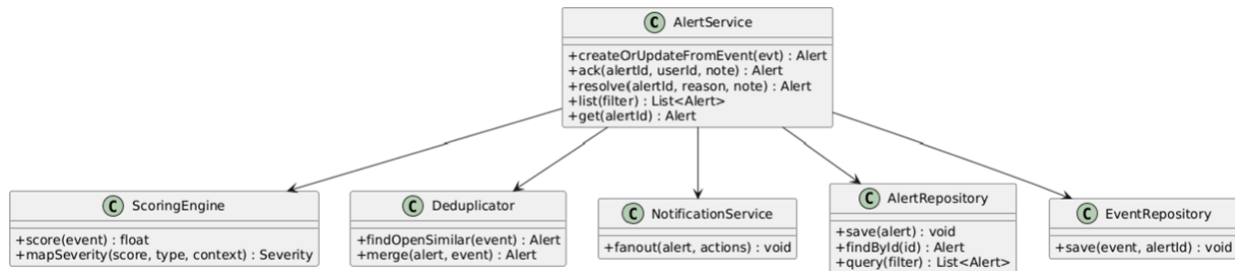 C AlertService
+createOrUpdateFromEvent(evt) : Alert
+ack(alertId, userId, note) : Alert
+resolve(alertId, reason, note) : Alert
+list(filter) : List<Alert>
+get(alertId) : Alert
C ScoringEngine
+score(event) : float
+mapSeverity(score, type, context) : Severity
C Deduplicator
+findOpenSimilar(event) : Alert
+merge(alert, event) : Alert
C NotificationService
+fanout(alert, actions) : void
C AlertRepository
+save(alert) : void
+findById(id) : Alert
+query(filter) : List<Alert>
C EventRepository
+save(event, alertId) : void